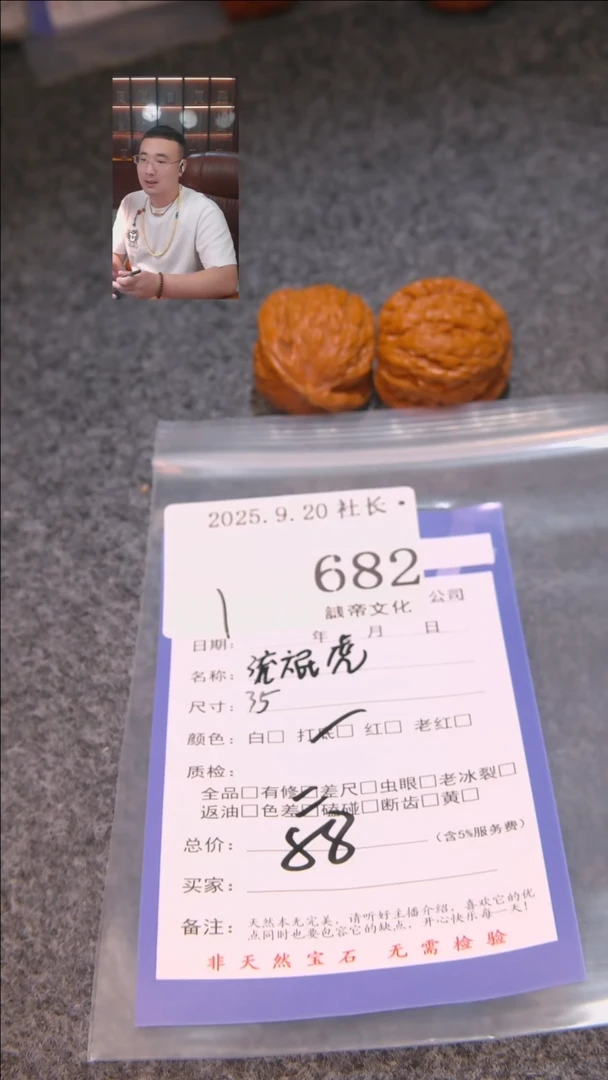 2025.9.20 社长·
682
誐帝文化 公司
日期: 年 月 日
名称: 流焜虎
尺寸: 35
颜色: 白□ 打底□ 红□ 老红□
质检:
全品□有修□差尺□虫眼□老冰裂□
返油□色差□磕碰□断齿□黄□
总价: 88 (含5%服务费)
买家:
备注: 天然本无完美, 请听好主播介绍, 喜欢它的优
点同时也要包容它的缺点, 开心快乐每一天!
非天然宝石 无需检验